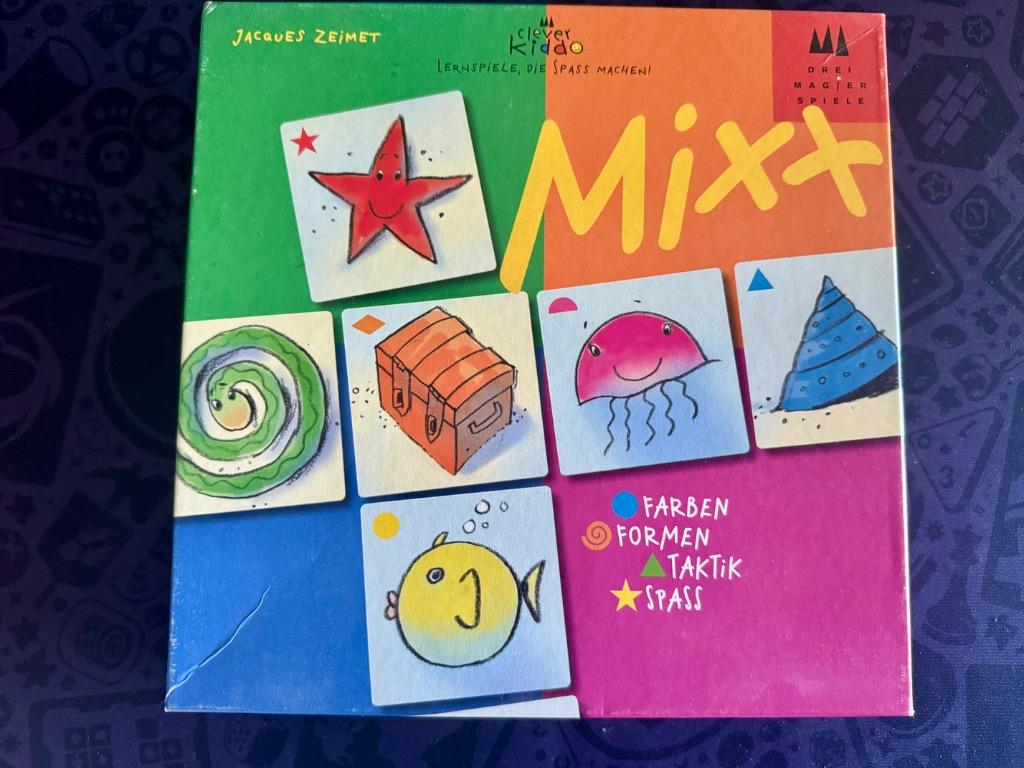 JACQUES ZEIMET
clever
kiddo
LERNSPIELE, DIE SPASS MACHEN!
DREI
MAGIER
SPIELE
Mixx
FARBEN
FORMEN
TAKTIK
SPASS